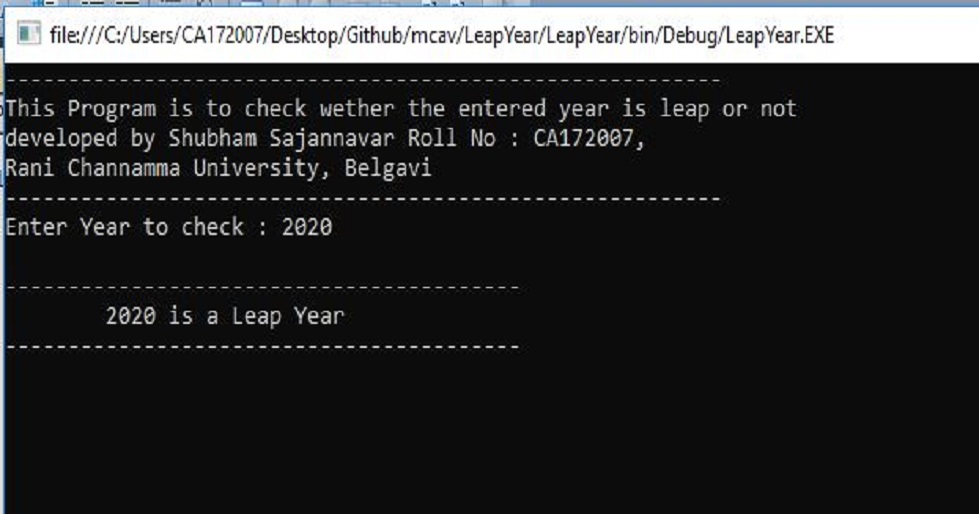 file:///C:/Users/CA172007/Desktop/Github/mcav/LeapYear/LeapYear/bin/Debug/LeapYear.EXE
---------------------------------------------------------
This Program is to check wether the entered year is leap or not
developed by Shubham Sajannavar Roll No : CA172007,
Rani Channamma University, Belgavi
---------------------------------------------------------
Enter Year to check : 2020
-----------------------------------------
2020 is a Leap Year
-----------------------------------------